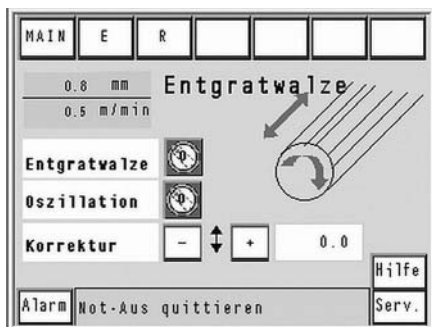 MAIN E R
0.8 mm
0.5 m/min
Entgratwalze
Entgratwalze
Oszillation
Korrektur - + 0.0
Hilfe
Alarm Not-Aus quittieren Serv.